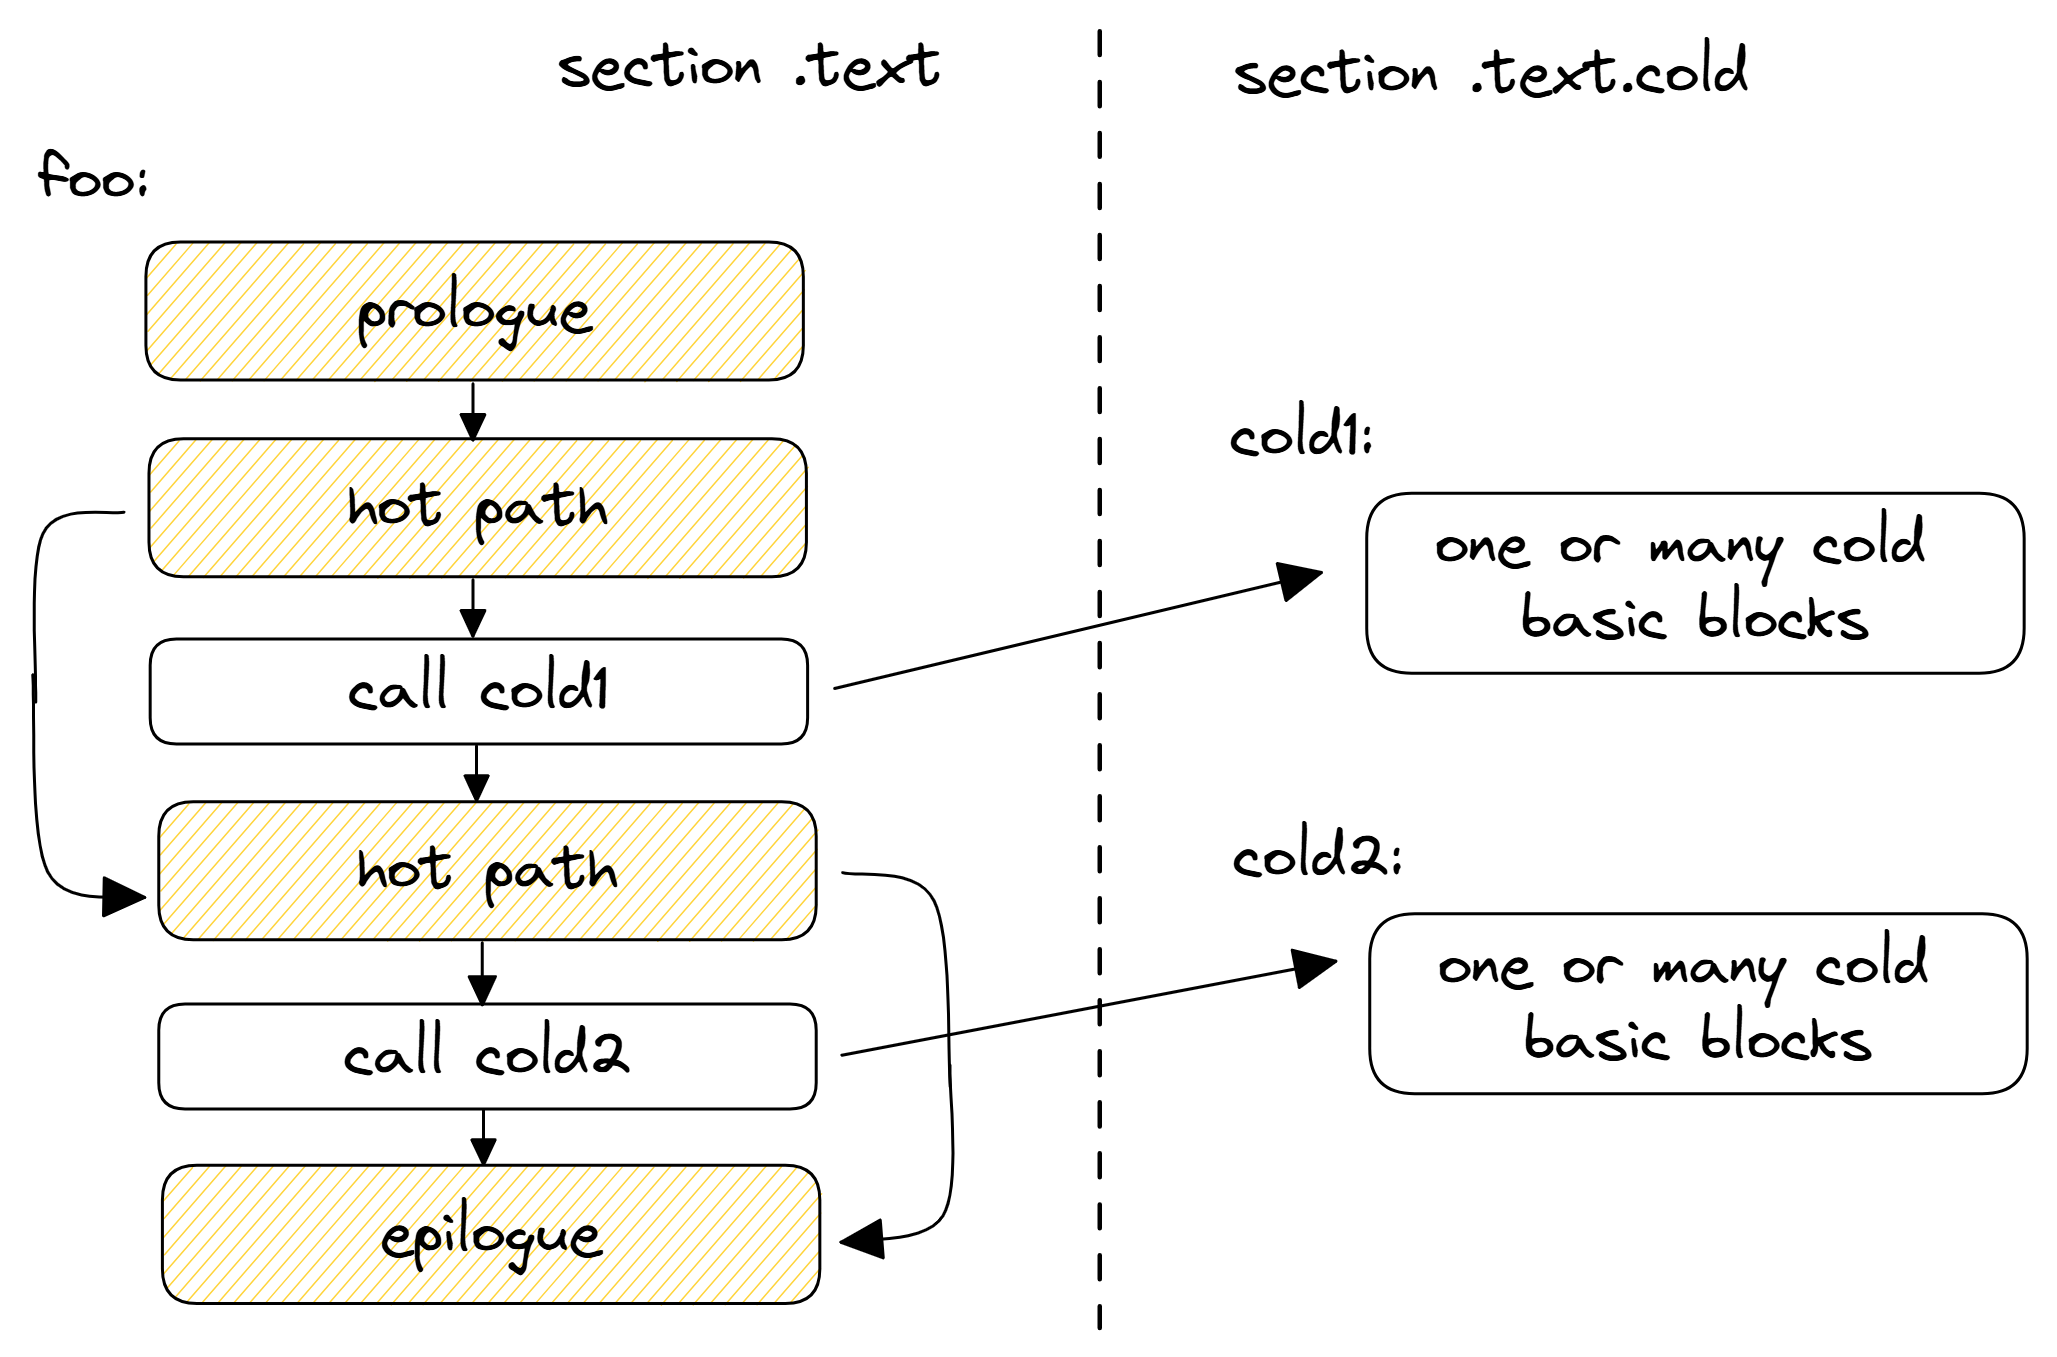 section .text
section .text.cold
foo:
prologue
hot path
call cold1
hot path
call cold2
epilogue
cold1:
one or many cold
basic blocks
cold2:
one or many cold
basic blocks